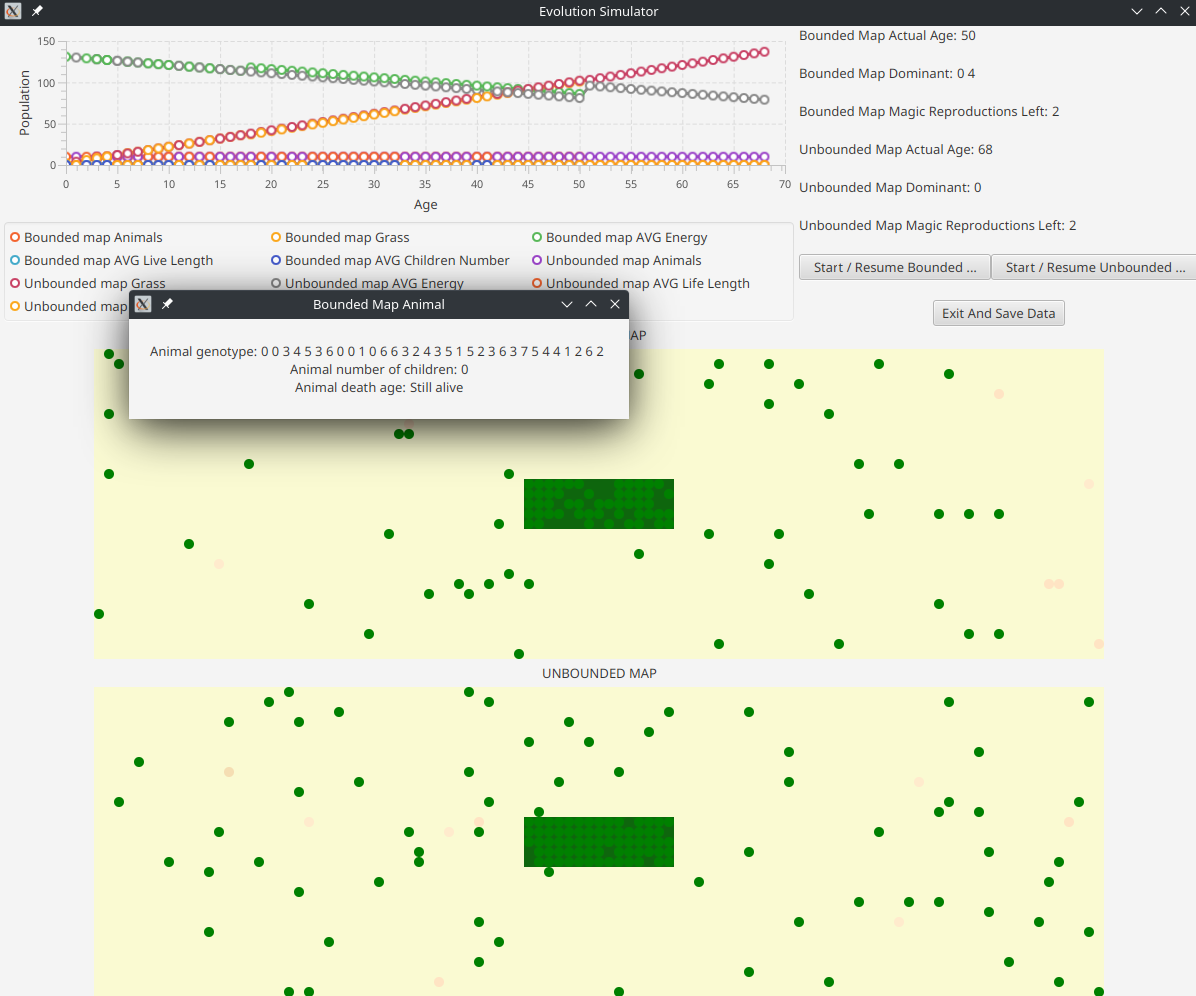 Evolution Simulator
150
100
50
0
Population
0 5 10 15 20 25 30 35 40 45 50 55 60 65 70
Age
Bounded map Animals
Bounded map Grass
Bounded map AVG Energy
Bounded map AVG Live Length
Bounded map AVG Children Number
Unbounded map Animals
Unbounded map Grass
Unbounded map AVG Energy
Unbounded map AVG Life Length
Unbounded map
Bounded Map Actual Age: 50
Bounded Map Dominant: 0 4
Bounded Map Magic Reproductions Left: 2
Unbounded Map Actual Age: 68
Unbounded Map Dominant: 0
Unbounded Map Magic Reproductions Left: 2
Start / Resume Bounded ...
Start / Resume Unbounded ...
Exit And Save Data
Bounded Map Animal
Animal genotype: 0 0 3 4 5 3 6 0 0 1 0 6 6 3 2 4 3 5 1 5 2 3 6 3 7 5 4 4 1 2 6 2
Animal number of children: 0
Animal death age: Still alive
AP
UNBOUNDED MAP